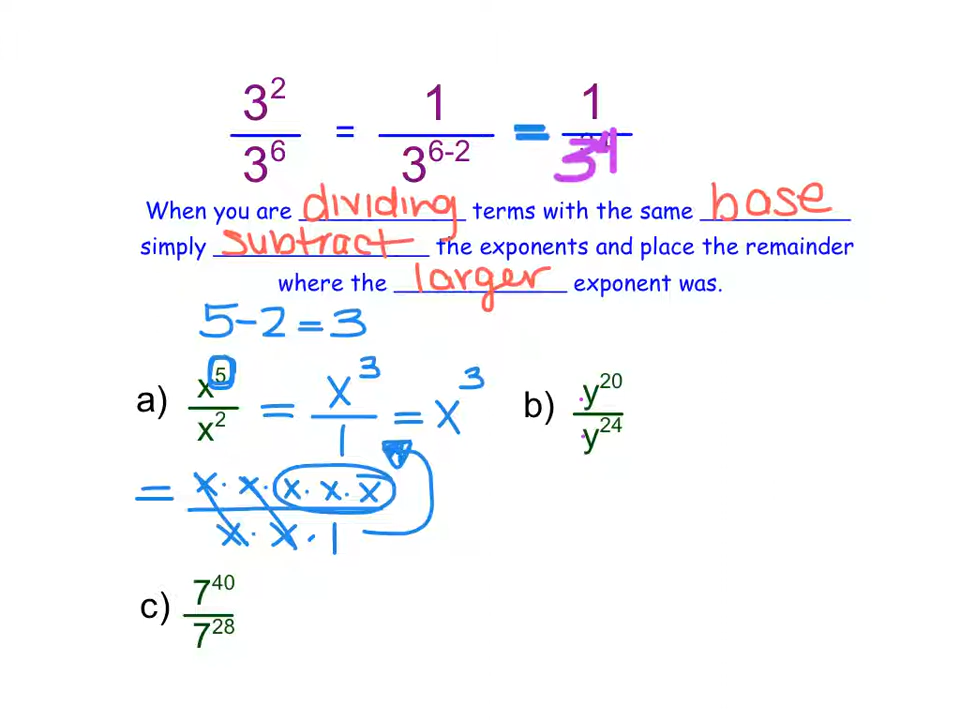 3^2/3^6 = 1/3^(6-2) = 1/3^4
When you are dividing terms with the same base
simply subtract the exponents and place the remainder
where the larger exponent was.
5-2=3
a) x^5/x^2 = x^3/1 = x^3
= x·x·x·x·x/x·x·1
b) y^20/y^24
c) 7^40/7^28